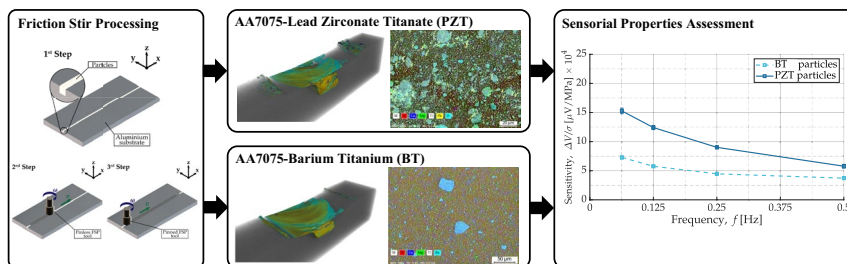 Friction Stir Processing
1st Step
z
y
x
Particles
Aluminium
substrate
2nd Step
z
y
x
ω
Pinless FSP
tool
3rd Step
z
y
x
ω
Pinned FSP
tool
AA7075-Lead Zirconate Titanate (PZT)
AA7075-Barium Titanium (BT)
50 µm
Sensorial Properties Assessment
Sensitivity, ΔV/σ [µV/MPa] × 10⁴
25
20
15
10
5
0
BT particles
PZT particles
0
0.125
0.25
0.375
0.5
Frequency, f [Hz]